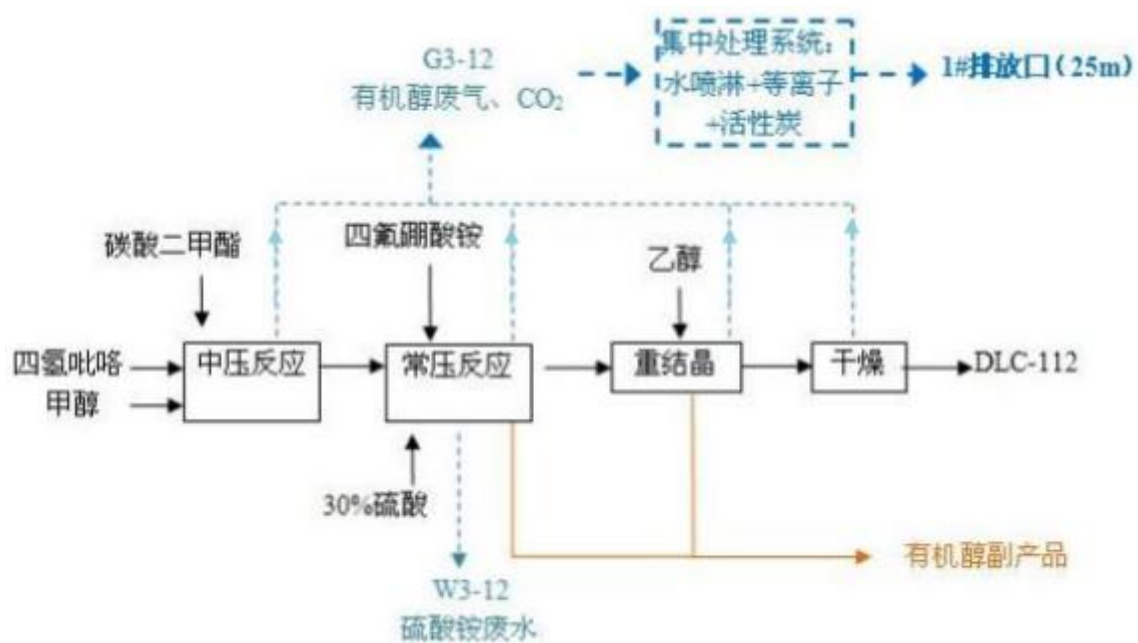 G3-12
有机醇废气、CO₂
集中处理系统：
水喷淋+等离子
+活性炭
1#排放口（25m）
碳酸二甲酯
四氟硼酸铵
乙醇
四氢吡咯
甲醇
中压反应
常压反应
重结晶
干燥
DLC-112
30%硫酸
有机醇副产品
W3-12
硫酸铵废水